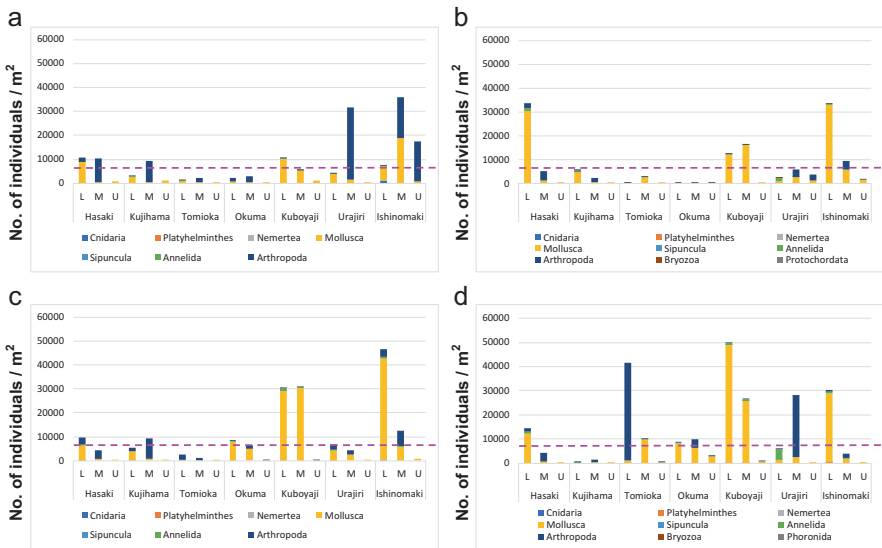 a
No. of individuals / m²
60000
50000
40000
30000
20000
10000
0
L M U L M U L M U L M U L M U L M U L M U
Hasaki Kujihama Tomioka Okuma Kuboyaji Urajiri Ishinomaki
Cnidaria Platyhelminthes Nemertea Mollusca
Sipuncula Annelida Arthropoda
b
No. of individuals / m²
60000
50000
40000
30000
20000
10000
0
L M U L M U L M U L M U L M U L M U L M U
Hasaki Kujihama Tomioka Okuma Kuboyaji Urajiri Ishinomaki
Cnidaria Platyhelminthes Nemertea
Mollusca Sipuncula Annelida
Arthropoda Bryozoa Protochordata
c
No. of individuals / m²
60000
50000
40000
30000
20000
10000
0
L M U L M U L M U L M U L M U L M U L M U
Hasaki Kujihama Tomioka Okuma Kuboyaji Urajiri Ishinomaki
Cnidaria Platyhelminthes Nemertea Mollusca
Sipuncula Annelida Arthropoda
d
No. of individuals / m²
60000
50000
40000
30000
20000
10000
0
L M U L M U L M U L M U L M U L M U L M U
Hasaki Kujihama Tomioka Okuma Kuboyaji Urajiri Ishinomaki
Cnidaria Platyhelminthes Nemertea
Mollusca Sipuncula Annelida
Arthropoda Bryozoa Phoronida